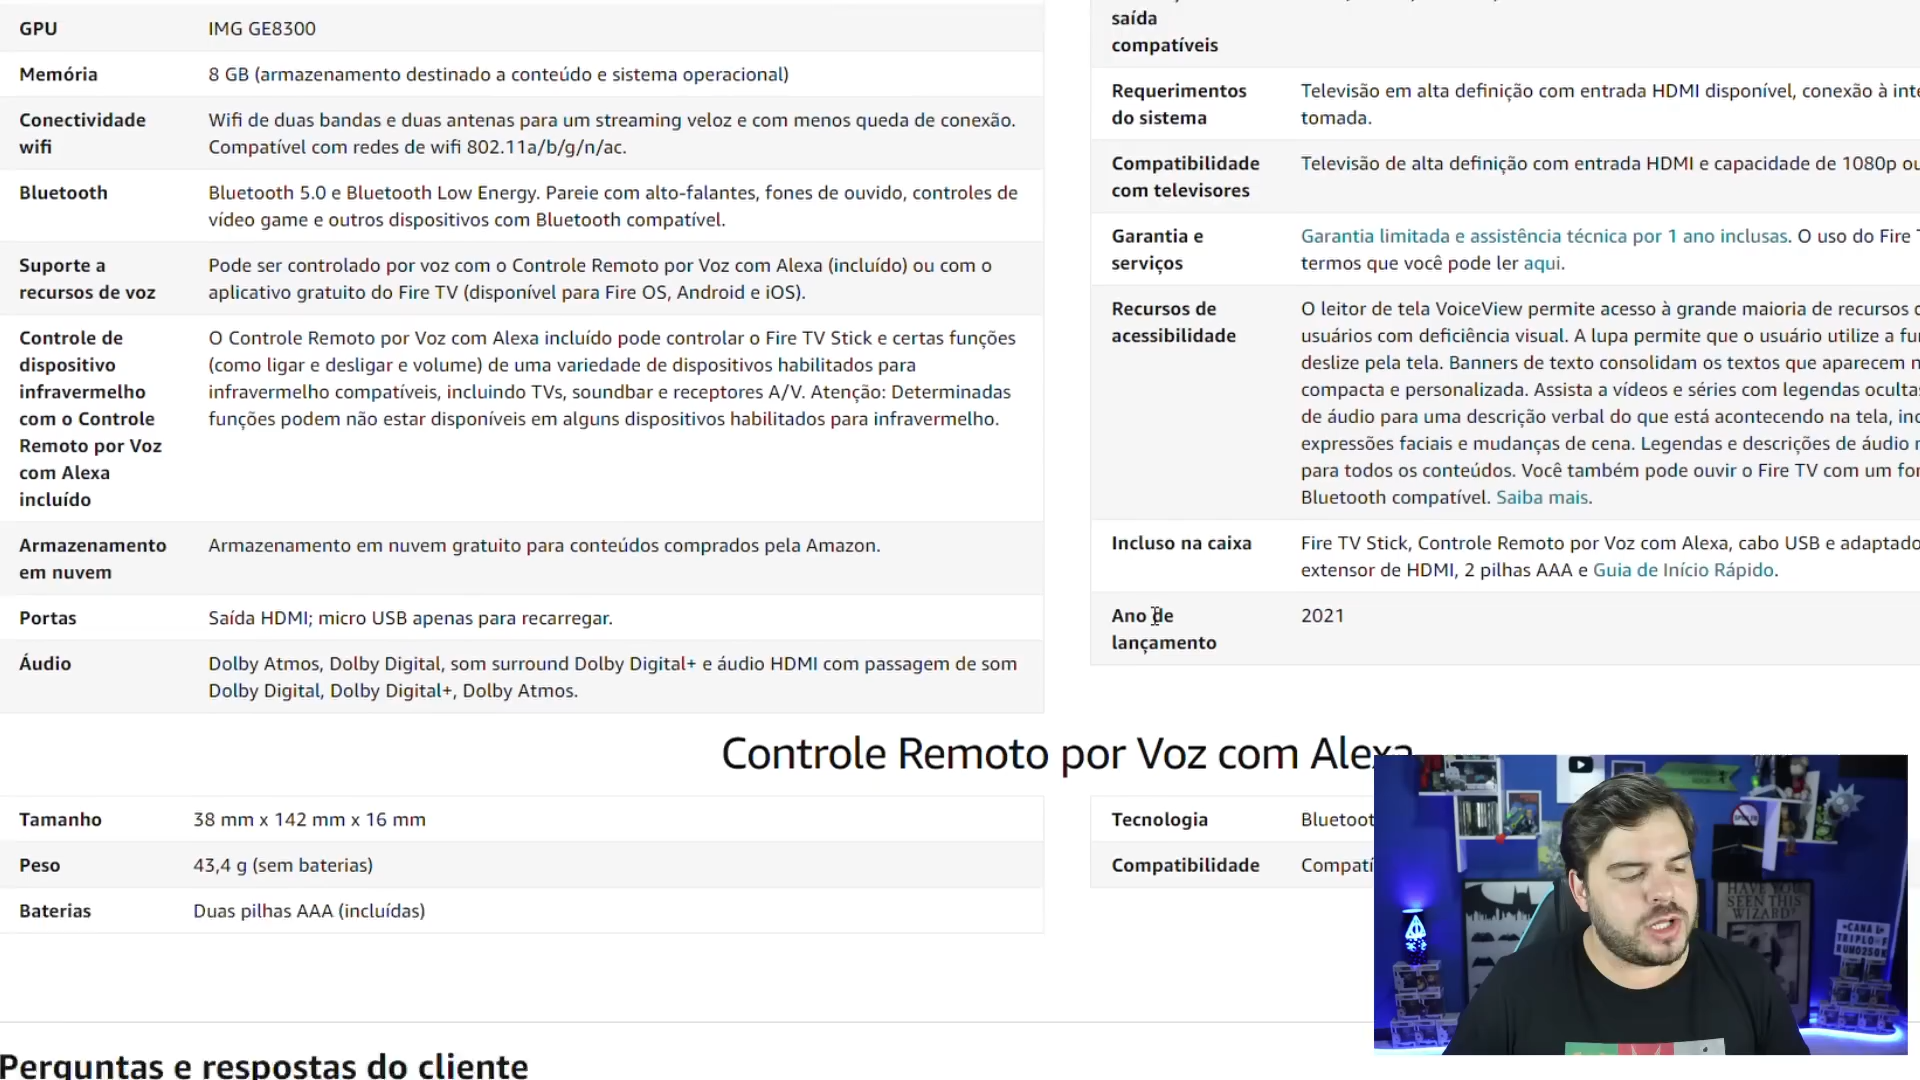 GPU
IMG GE8300
Memória
8 GB (armazenamento destinado a conteúdo e sistema operacional)
Conectividade
wifi
Wifi de duas bandas e duas antenas para um streaming veloz e com menos queda de conexão.
Compatível com redes de wifi 802.11a/b/g/n/ac.
Bluetooth
Bluetooth 5.0 e Bluetooth Low Energy. Pareie com alto-falantes, fones de ouvido, controles de
vídeo game e outros dispositivos com Bluetooth compatível.
Suporte a
recursos de voz
Pode ser controlado por voz com o Controle Remoto por Voz com Alexa (incluído) ou com o
aplicativo gratuito do Fire TV (disponível para Fire OS, Android e iOS).
Controle de
dispositivo
infravermelho
com o Controle
Remoto por Voz
com Alexa
incluído
O Controle Remoto por Voz com Alexa incluído pode controlar o Fire TV Stick e certas funções
(como ligar e desligar e volume) de uma variedade de dispositivos habilitados para
infravermelho compatíveis, incluindo TVs, soundbar e receptores A/V. Atenção: Determinadas
funções podem não estar disponíveis em alguns dispositivos habilitados para infravermelho.
Armazenamento
em nuvem
Armazenamento em nuvem gratuito para conteúdos comprados pela Amazon.
Portas
Saída HDMI; micro USB apenas para recarregar.
Áudio
Dolby Atmos, Dolby Digital, som surround Dolby Digital+ e áudio HDMI com passagem de som
Dolby Digital, Dolby Digital+, Dolby Atmos.
saída
compatíveis
Requerimentos
do sistema
Televisão em alta definição com entrada HDMI disponível, conexão à inte
tomada.
Compatibilidade
com televisores
Televisão de alta definição com entrada HDMI e capacidade de 1080p ou
Garantia e
serviços
Garantia limitada e assistência técnica por 1 ano inclusas. O uso do Fire T
termos que você pode ler aqui.
Recursos de
acessibilidade
O leitor de tela VoiceView permite acesso à grande maioria de recursos d
usuários com deficiência visual. A lupa permite que o usuário utilize a fun
deslize pela tela. Banners de texto consolidam os textos que aparecem n
compacta e personalizada. Assista a vídeos e séries com legendas ocultas
de áudio para uma descrição verbal do que está acontecendo na tela, inc
expressões faciais e mudanças de cena. Legendas e descrições de áudio n
para todos os conteúdos. Você também pode ouvir o Fire TV com um fon
Bluetooth compatível. Saiba mais.
Incluso na caixa
Fire TV Stick, Controle Remoto por Voz com Alexa, cabo USB e adaptado
extensor de HDMI, 2 pilhas AAA e Guia de Início Rápido.
Ano de
lançamento
2021
Controle Remoto por Voz com Alexa
Tamanho
38 mm x 142 mm x 16 mm
Peso
43,4 g (sem baterias)
Baterias
Duas pilhas AAA (incluídas)
Tecnologia
Bluetoot
Compatibilidade
Compatí
HAVE YOU
SEEN THIS
WIZARD?
CANAL
TRIPLO F
RUMO250K
Perguntas e respostas do cliente